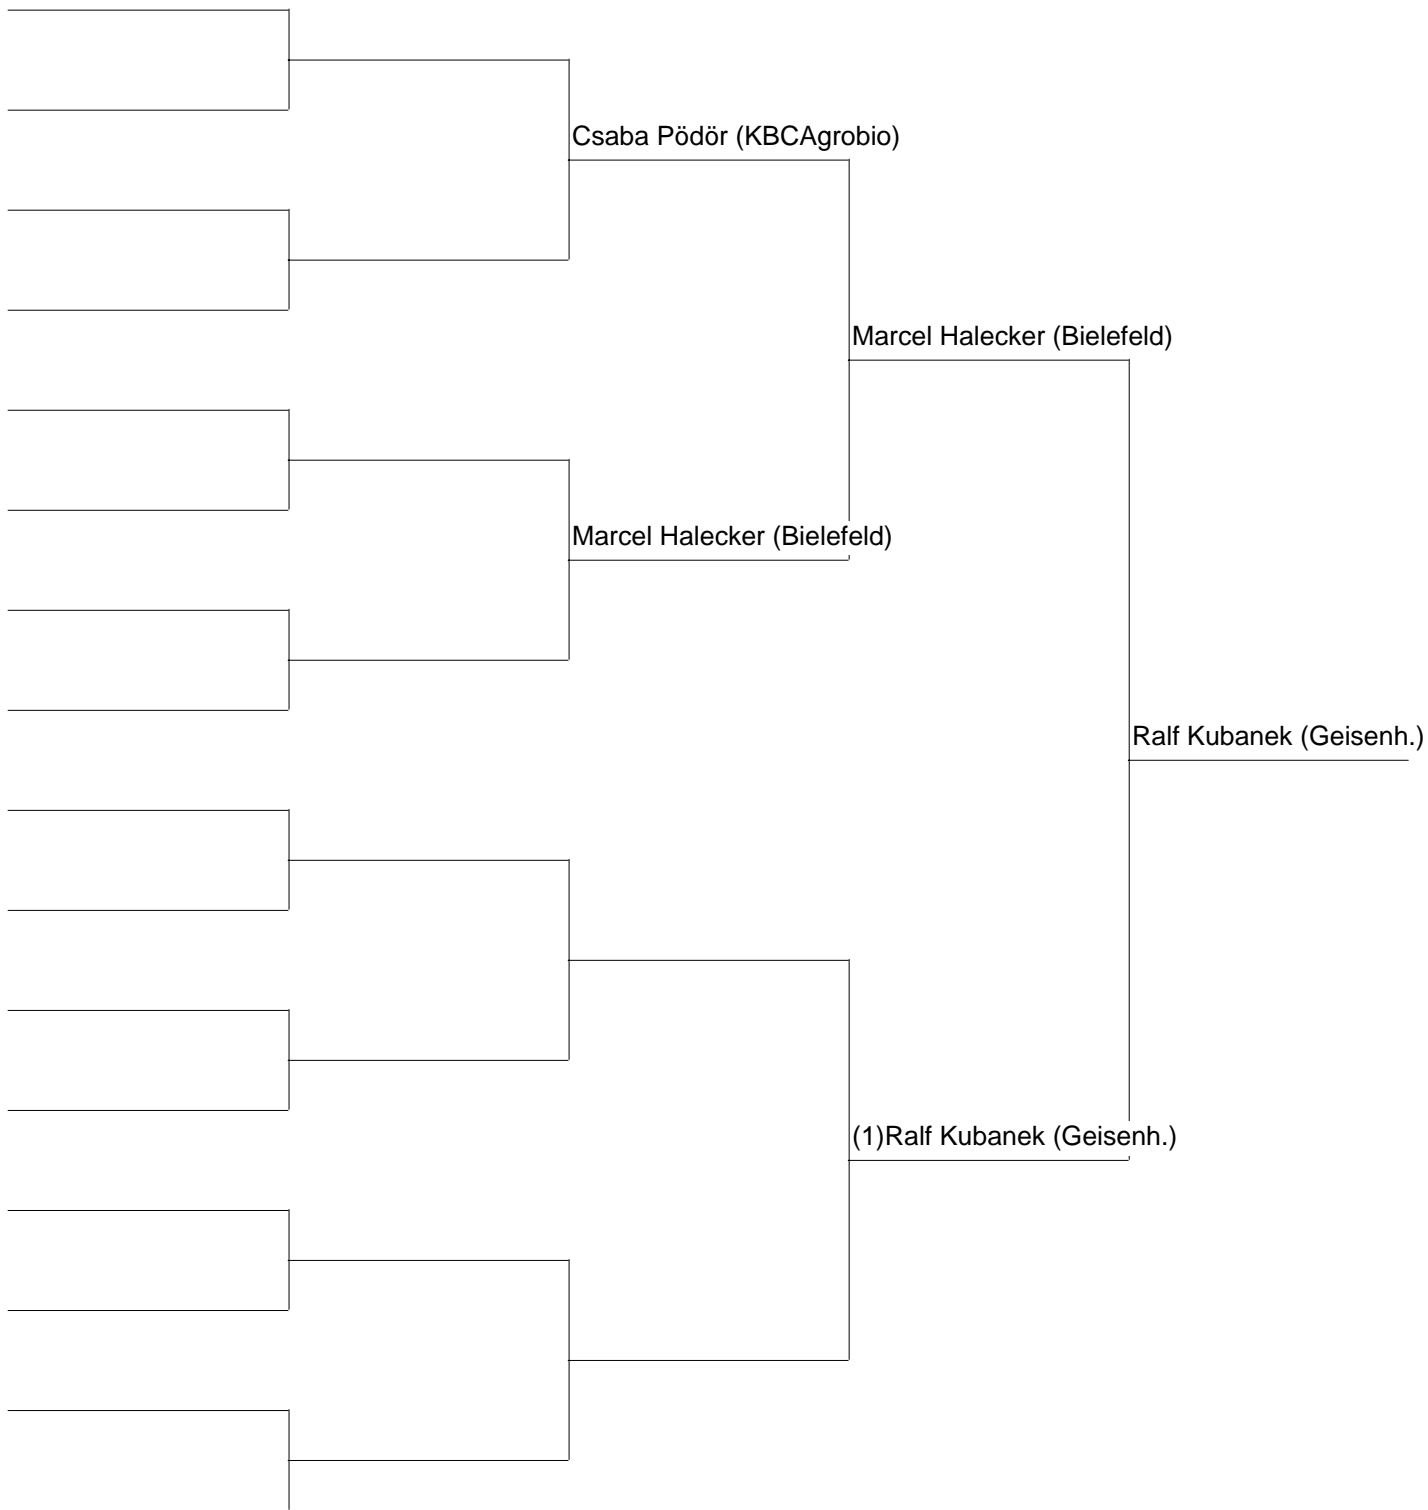 Csaba Pödör (KBCAgrobio)
Marcel Halecker (Bielefeld)
Marcel Halecker (Bielefeld)
Ralf Kubanek (Geisenh.)
(1)Ralf Kubanek (Geisenh.)